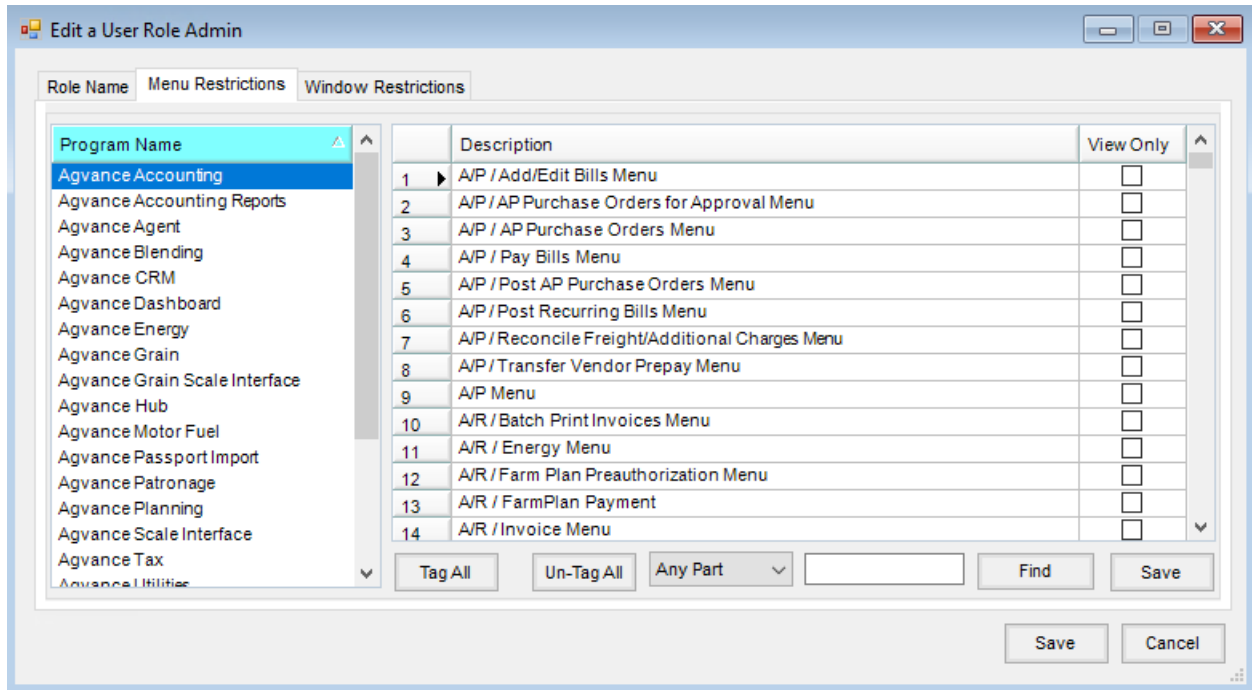 Edit a User Role Admin
Role Name Menu Restrictions Window Restrictions
Program Name
Agvance Accounting
Agvance Accounting Reports
Agvance Agent
Agvance Blending
Agvance CRM
Agvance Dashboard
Agvance Energy
Agvance Grain
Agvance Grain Scale Interface
Agvance Hub
Agvance Motor Fuel
Agvance Passport Import
Agvance Patronage
Agvance Planning
Agvance Scale Interface
Agvance Tax
Agvance Utilities
Description View Only
1 A/P / Add/Edit Bills Menu
2 A/P / AP Purchase Orders for Approval Menu
3 A/P / AP Purchase Orders Menu
4 A/P / Pay Bills Menu
5 A/P / Post AP Purchase Orders Menu
6 A/P / Post Recurring Bills Menu
7 A/P / Reconcile Freight/Additional Charges Menu
8 A/P / Transfer Vendor Prepay Menu
9 A/P Menu
10 A/R / Batch Print Invoices Menu
11 A/R / Energy Menu
12 A/R / Farm Plan Preauthorization Menu
13 A/R / FarmPlan Payment
14 A/R / Invoice Menu
Tag All Un-Tag All Any Part Find Save
Save Cancel